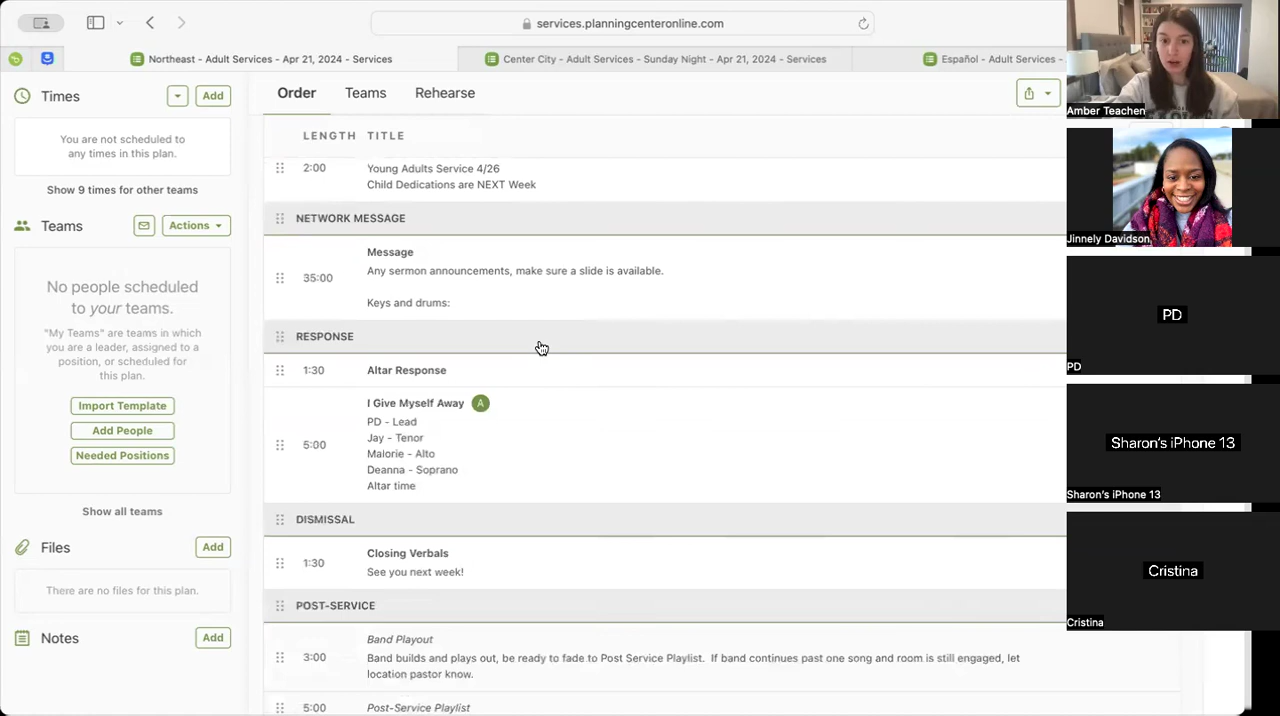 services.planningcenteronline.com
Northeast - Adult Services - Apr 21, 2024 - Services
Center City - Adult Services - Sunday Night - Apr 21, 2024 - Services
Español - Adult Services -
Times
Add
You are not scheduled to
any times in this plan.
Show 9 times for other teams
Teams
Actions
No people scheduled
to your teams.
"My Teams" are teams in which
you are a leader, assigned to a
position, or scheduled for
this plan.
Import Template
Add People
Needed Positions
Show all teams
Files
Add
There are no files for this plan.
Notes
Add
Order
Teams
Rehearse
LENGTH TITLE
2:00
Young Adults Service 4/26
Child Dedications are NEXT Week
NETWORK MESSAGE
35:00
Message
Any sermon announcements, make sure a slide is available.
Keys and drums:
RESPONSE
1:30 Altar Response
5:00
I Give Myself Away A
PD - Lead
Jay - Tenor
Malorie - Alto
Deanna - Soprano
Altar time
DISMISSAL
1:30
Closing Verbals
See you next week!
POST-SERVICE
3:00
Band Playout
Band builds and plays out, be ready to fade to Post Service Playlist. If band continues past one song and room is still engaged, let
location pastor know.
5:00 Post-Service Playlist
Amber Teachen
Jinnely Davidson
PD
PD
Sharon's iPhone 13
Sharon's iPhone 13
Cristina
Cristina